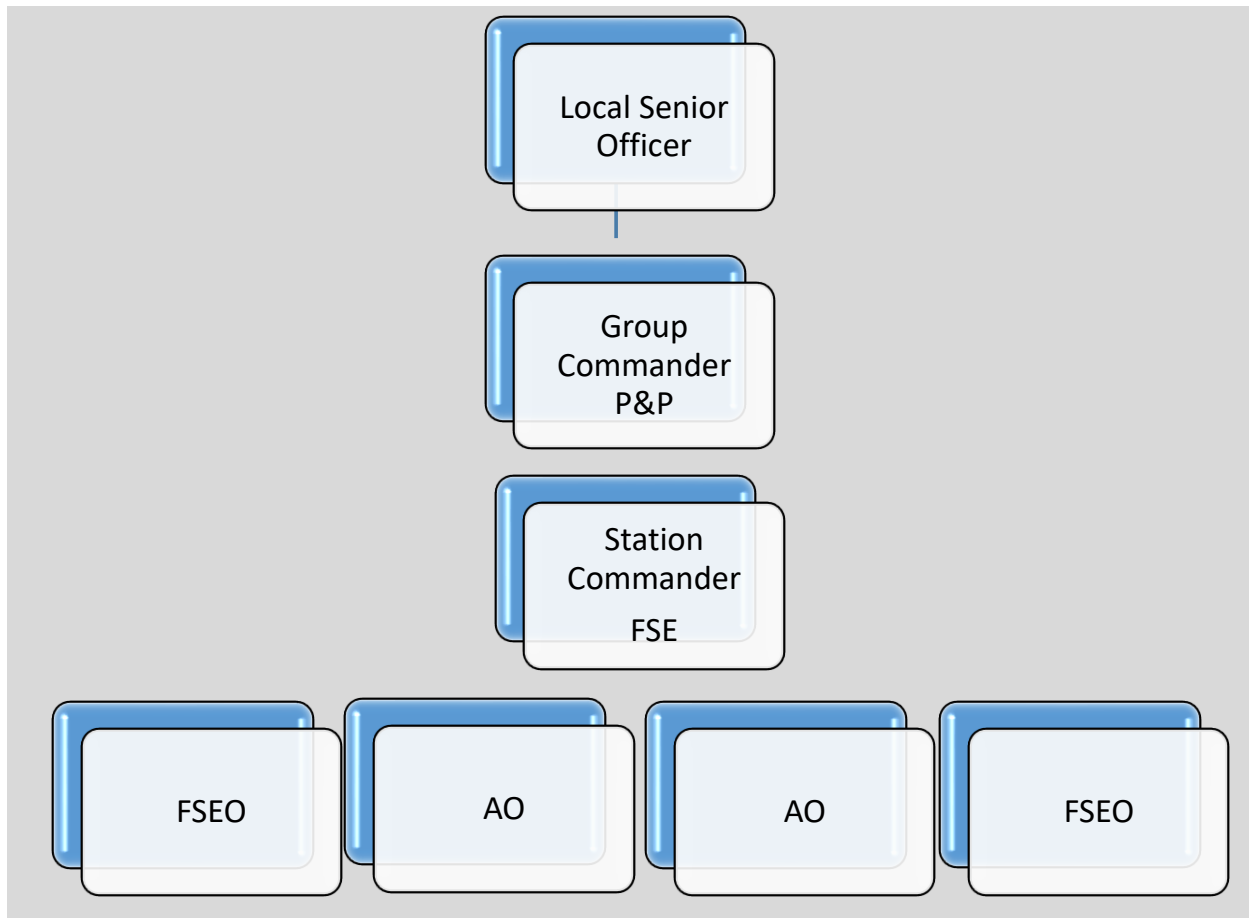 Local Senior
Officer
Group
Commander
P&P
Station
Commander
FSE
FSEO
AO
AO
FSEO